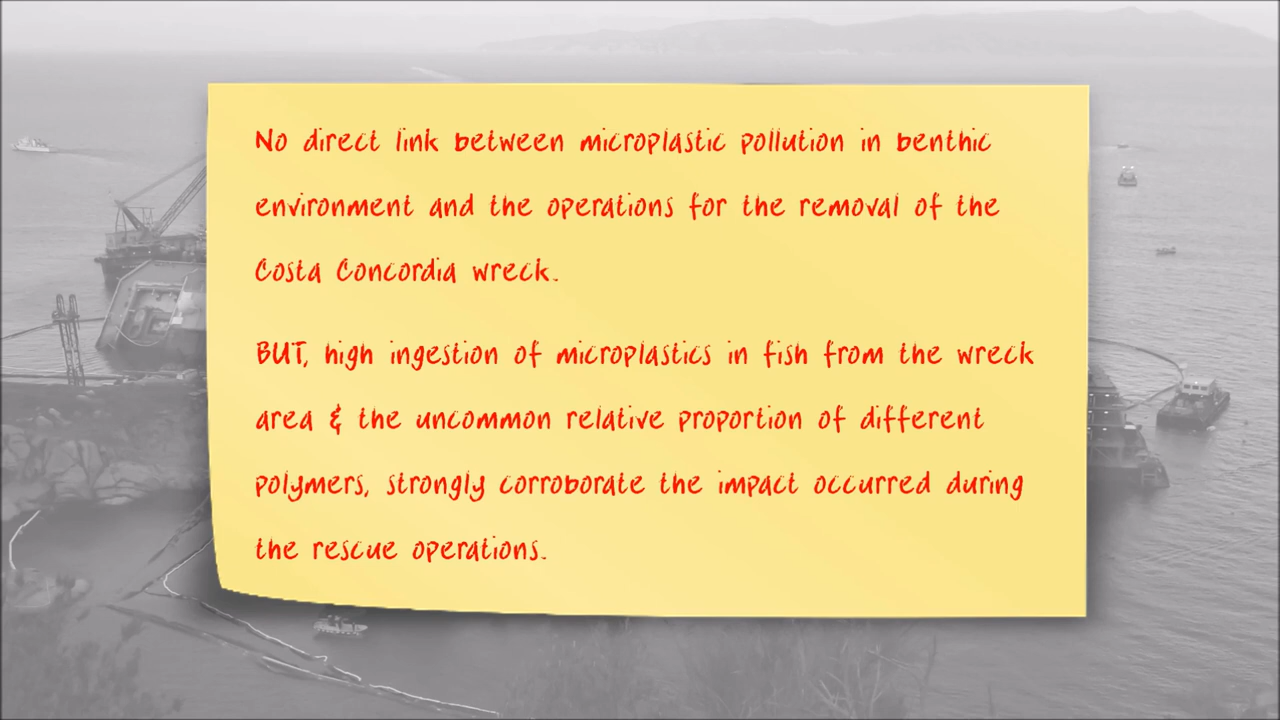 No direct link between microplastic pollution in benthic
environment and the operations for the removal of the
Costa Concordia wreck.
BUT, high ingestion of microplastics in fish from the wreck
area & the uncommon relative proportion of different
polymers, strongly corroborate the impact occurred during
the rescue operations.